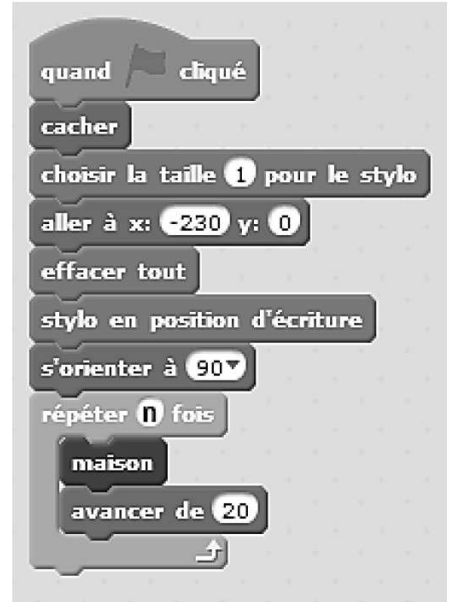 quand cliqué
cacher
choisir la taille 1 pour le stylo
aller à x: -230 y: 0
effacer tout
stylo en position d'écriture
s'orienter à 90
répéter n fois
maison
avancer de 20